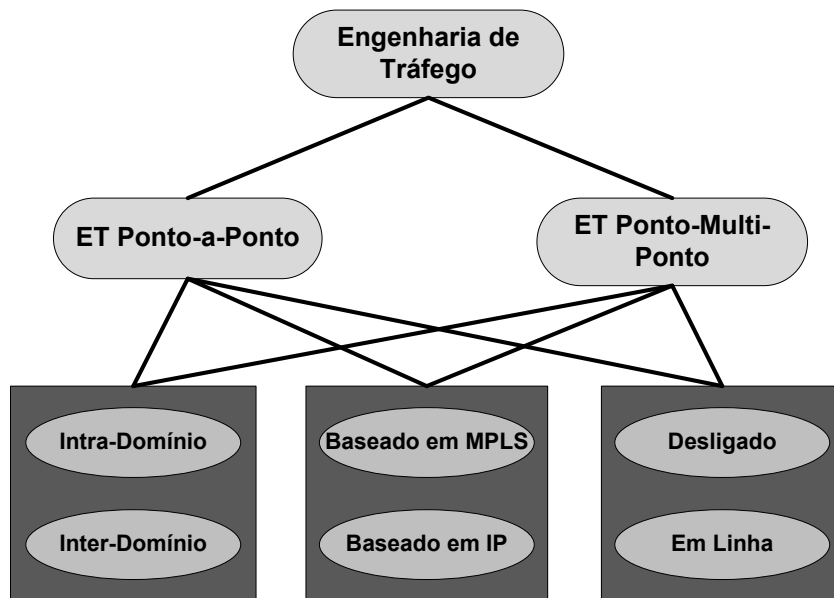 Engenharia de
Tráfego
ET Ponto-a-Ponto
ET Ponto-Multi-
Ponto
Intra-Domínio
Baseado em MPLS
Desligado
Inter-Domínio
Baseado em IP
Em Linha